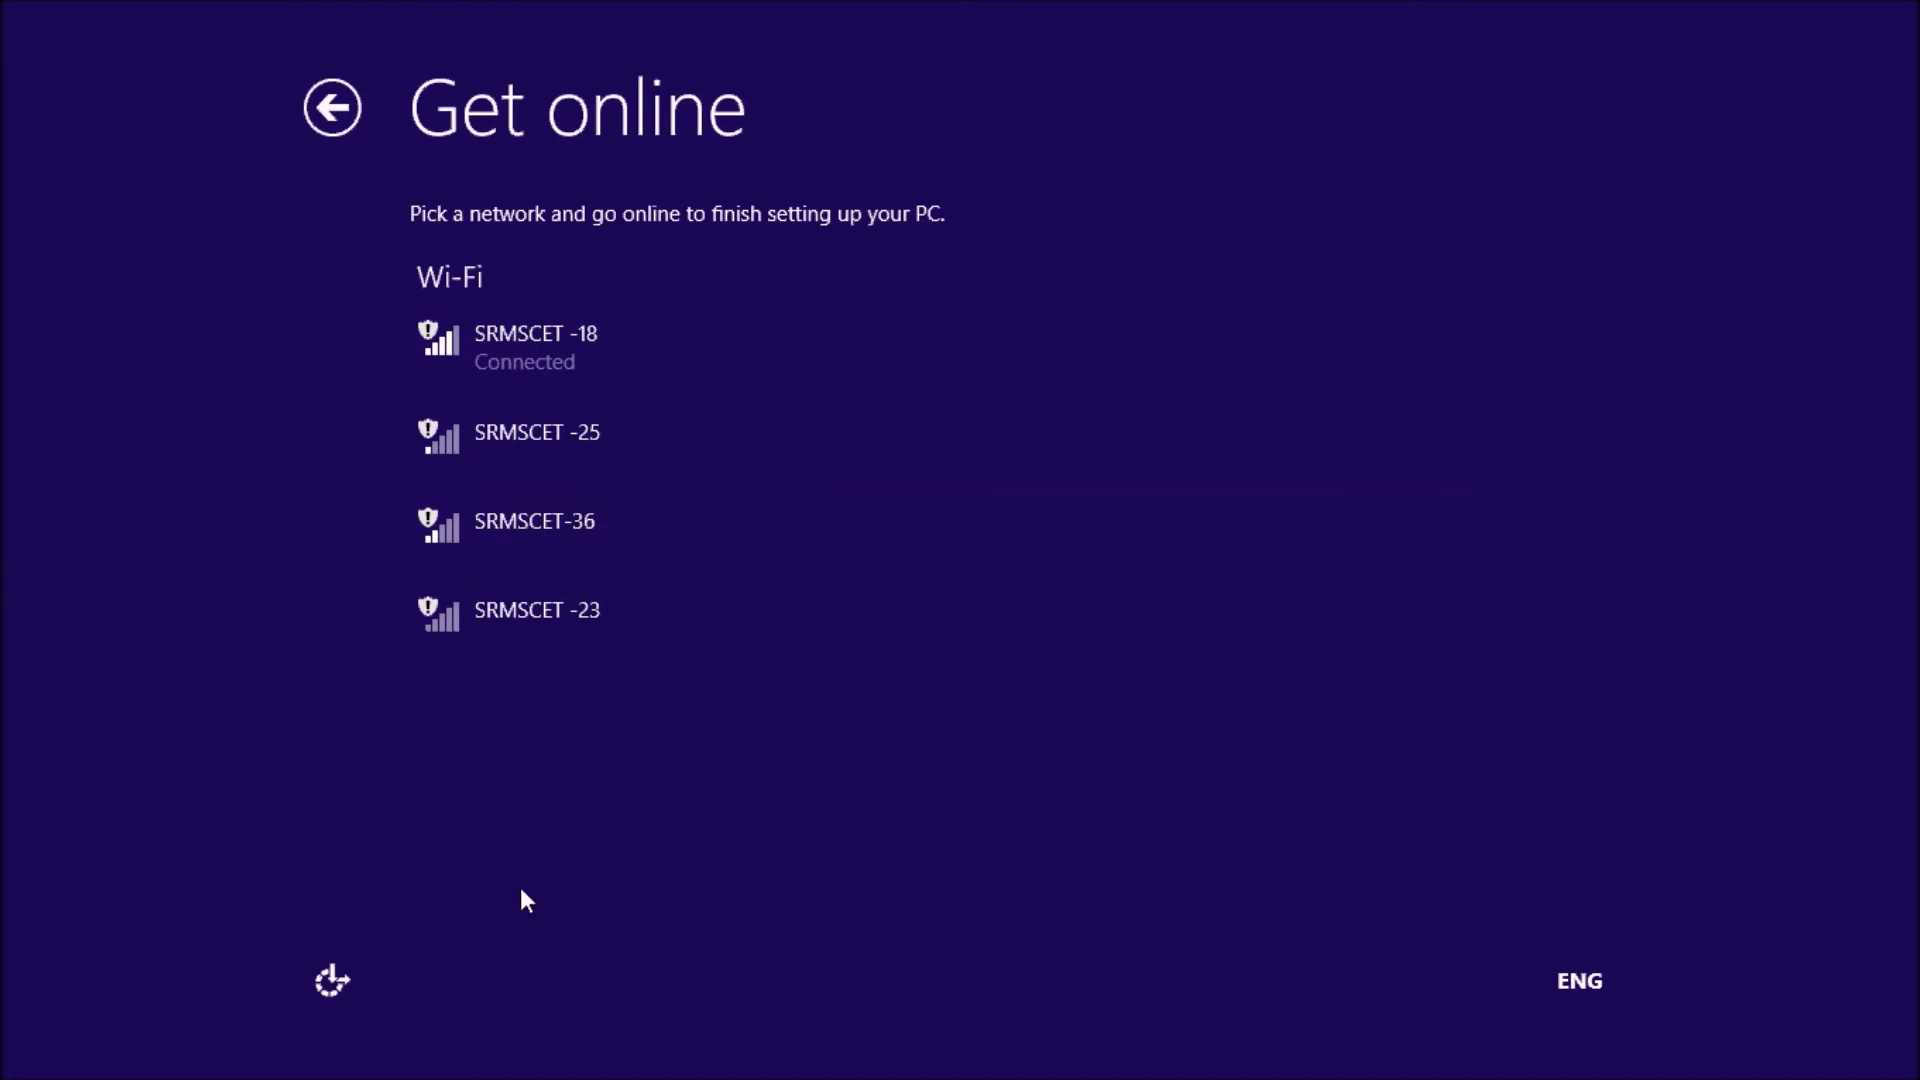 Get online
Pick a network and go online to finish setting up your PC.
Wi-Fi
SRMSCET -18
Connected
SRMSCET -25
SRMSCET-36
SRMSCET -23
ENG